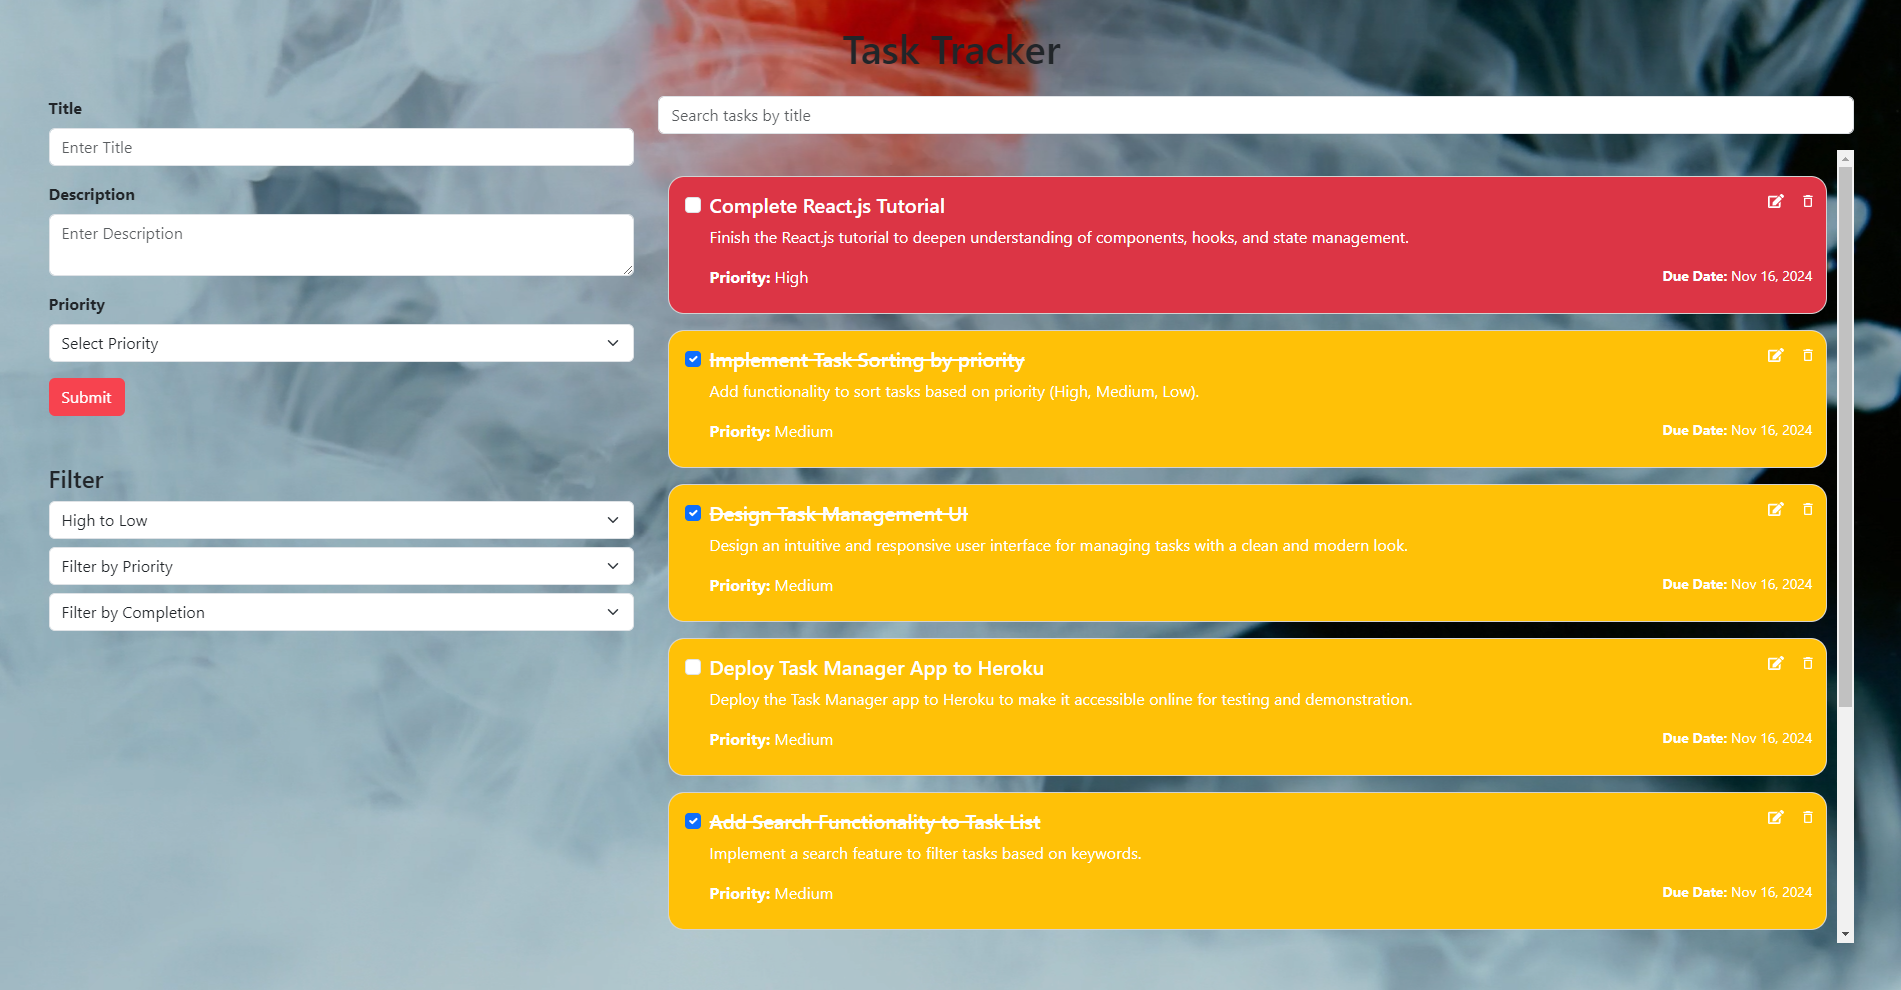 Task Tracker
Title
Enter Title
Description
Enter Description
Priority
Select Priority
Submit
Filter
High to Low
Filter by Priority
Filter by Completion
Search tasks by title
Complete React.js Tutorial
Finish the React.js tutorial to deepen understanding of components, hooks, and state management.
Priority: High
Due Date: Nov 16, 2024
Implement Task Sorting by priority
Add functionality to sort tasks based on priority (High, Medium, Low).
Priority: Medium
Due Date: Nov 16, 2024
Design Task Management UI
Design an intuitive and responsive user interface for managing tasks with a clean and modern look.
Priority: Medium
Due Date: Nov 16, 2024
Deploy Task Manager App to Heroku
Deploy the Task Manager app to Heroku to make it accessible online for testing and demonstration.
Priority: Medium
Due Date: Nov 16, 2024
Add Search Functionality to Task List
Implement a search feature to filter tasks based on keywords.
Priority: Medium
Due Date: Nov 16, 2024